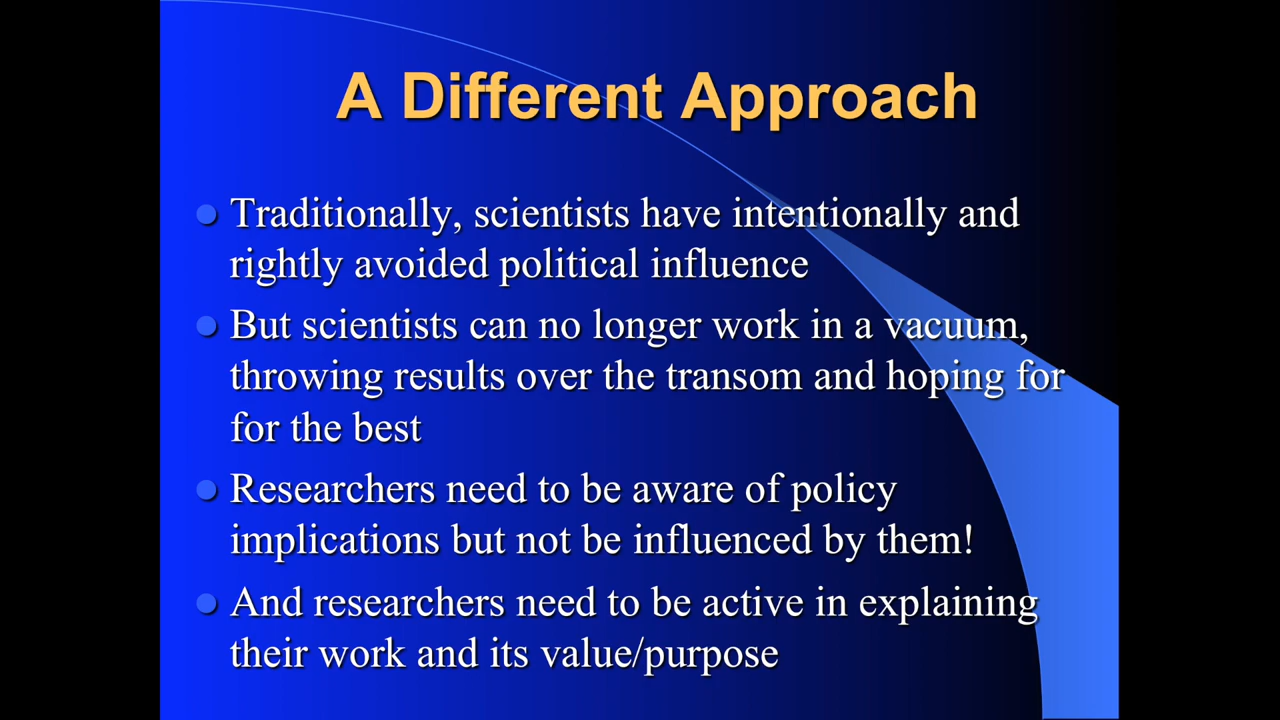 A Different Approach
Traditionally, scientists have intentionally and
rightly avoided political influence
But scientists can no longer work in a vacuum,
throwing results over the transom and hoping for
for the best
Researchers need to be aware of policy
implications but not be influenced by them!
And researchers need to be active in explaining
their work and its value/purpose